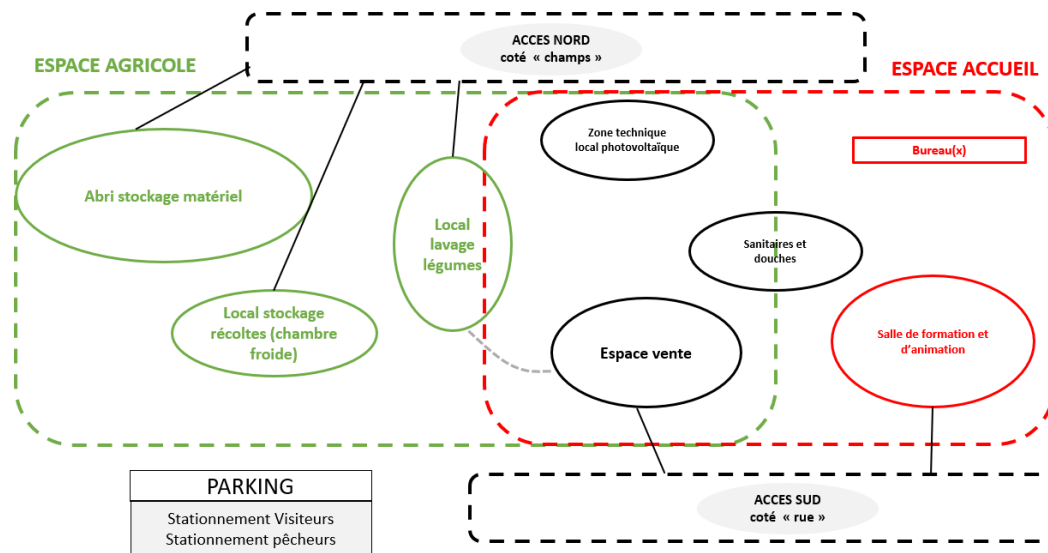 ACCES NORD
coté « champs »
ESPACE AGRICOLE
ESPACE ACCUEIL
Zone technique
local photovoltaïque
Bureau(x)
Abri stockage matériel
Local
lavage
légumes
Sanitaires et
douches
Local stockage
récoltes (chambre
froide)
Espace vente
Salle de formation et
d'animation
PARKING
Stationnement Visiteurs
Stationnement pêcheurs
ACCES SUD
coté « rue »